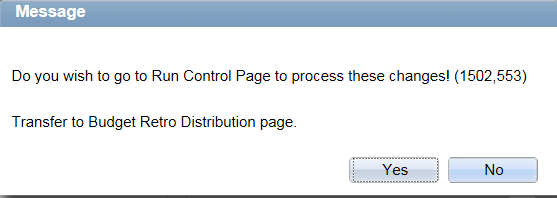 Message
Do you wish to go to Run Control Page to process these changes! (1502,553)
Transfer to Budget Retro Distribution page.
Yes No